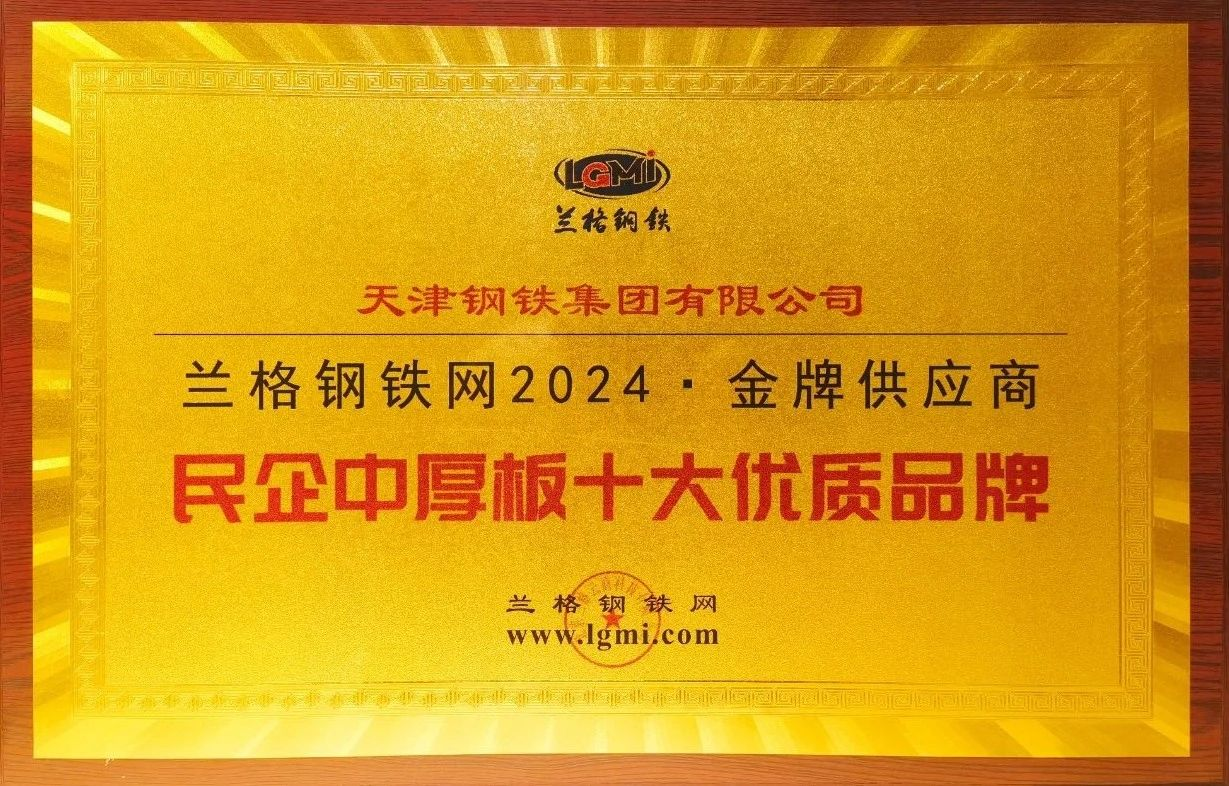 LGMi
兰格钢铁
天津钢铁集团有限公司
兰格钢铁网2024·金牌供应商
民企中厚板十大优质品牌
兰格钢铁网
www.lgmi.com